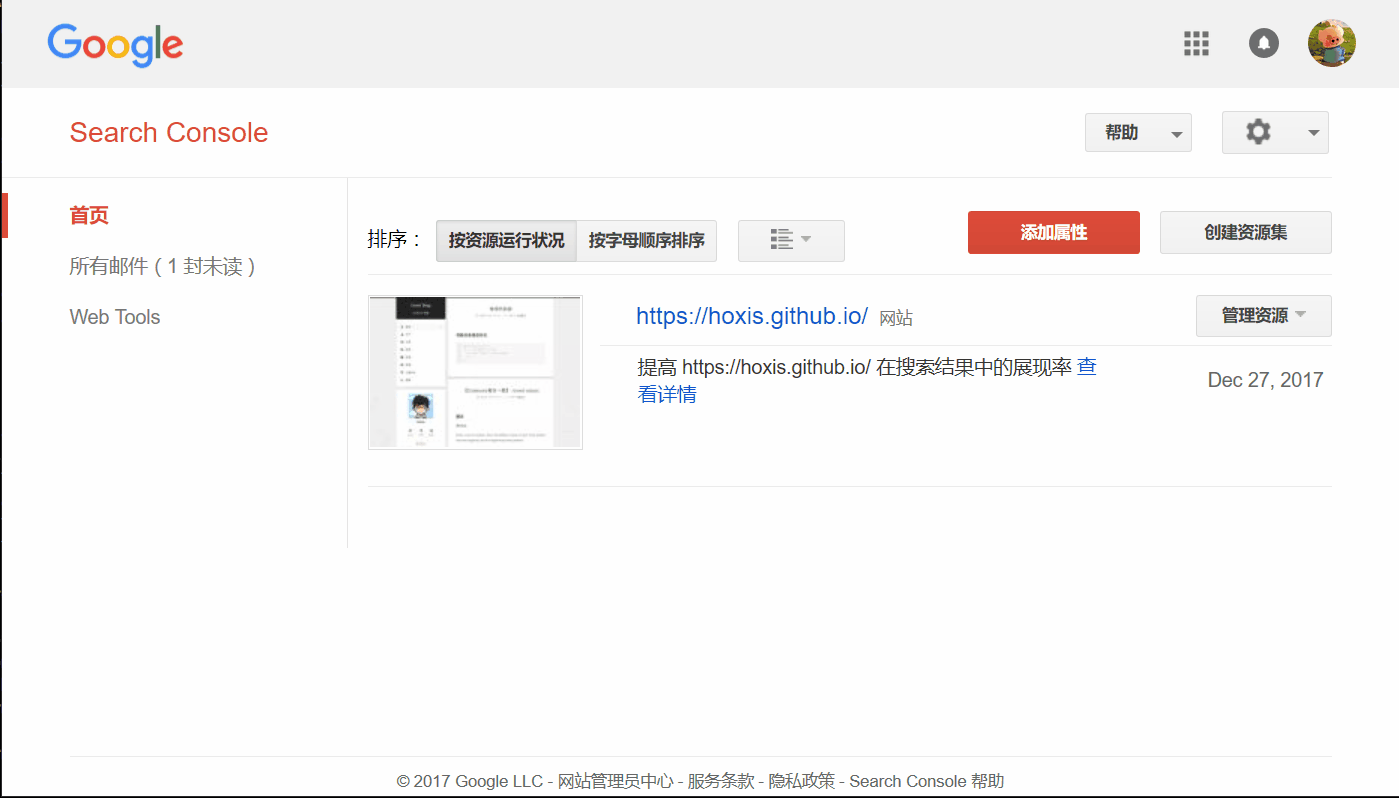 Google
Search Console
帮助
首页
所有邮件 ( 1 封未读 )
Web Tools
排序：
按资源运行状况
按字母顺序排序
添加属性
创建资源集
https://hoxis.github.io/ 网站
管理资源
提高 https://hoxis.github.io/ 在搜索结果中的展现率 查
看详情
Dec 27, 2017
© 2017 Google LLC - 网站管理员中心 - 服务条款 - 隐私政策 - Search Console 帮助